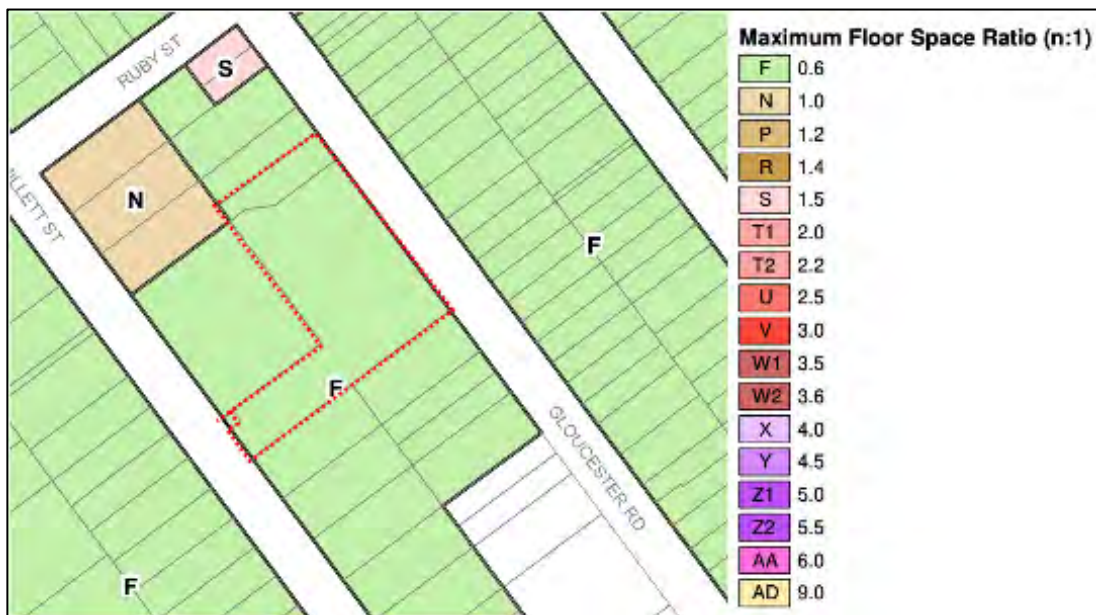 RUBY ST
S
N
ILLETT ST
F
F
GLOUCESTER RD
F
Maximum Floor Space Ratio (n:1)
F 0.6
N 1.0
P 1.2
R 1.4
S 1.5
T1 2.0
T2 2.2
U 2.5
V 3.0
W1 3.5
W2 3.6
X 4.0
Y 4.5
Z1 5.0
Z2 5.5
AA 6.0
AD 9.0